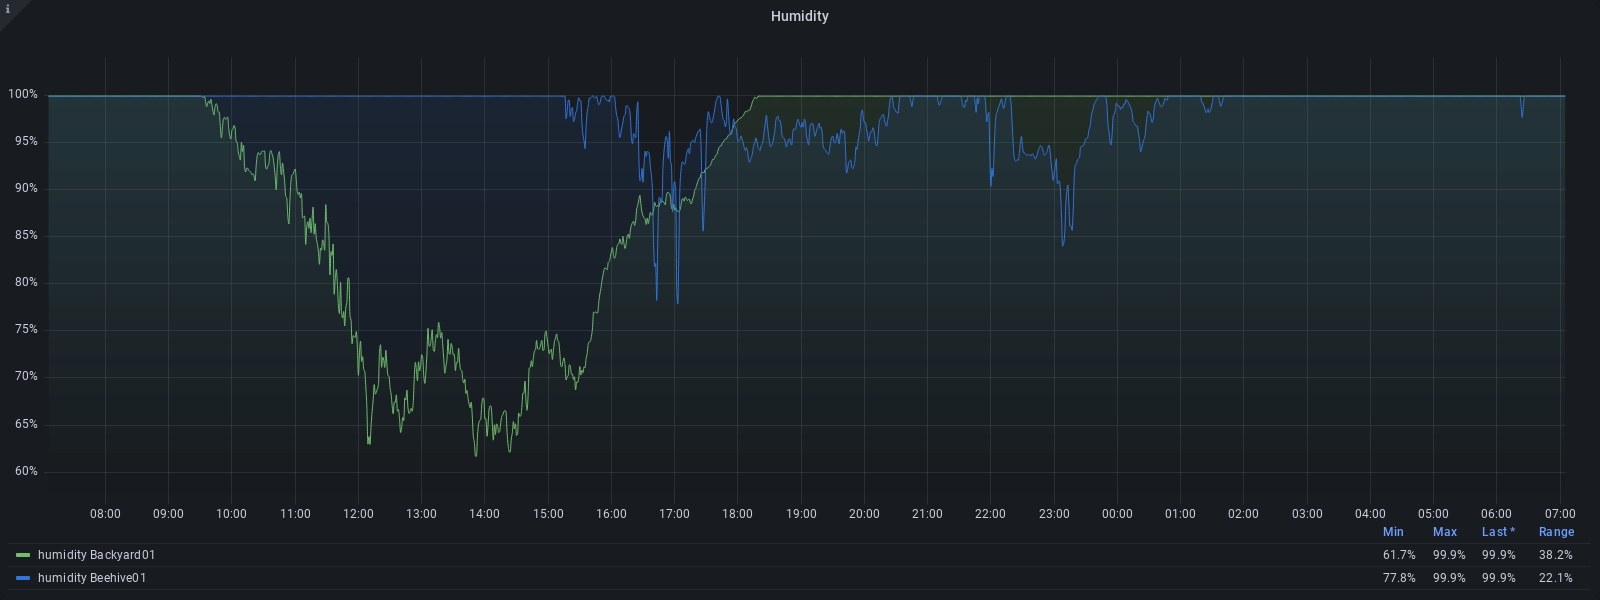 i
Humidity
100%
95%
90%
85%
80%
75%
70%
65%
60%
08:00 09:00 10:00 11:00 12:00 13:00 14:00 15:00 16:00 17:00 18:00 19:00 20:00 21:00 22:00 23:00 00:00 01:00 02:00 03:00 04:00 05:00 06:00 07:00
Min Max Last * Range
humidity Backyard01 61.7% 99.9% 99.9% 38.2%
humidity Beehive01 77.8% 99.9% 99.9% 22.1%